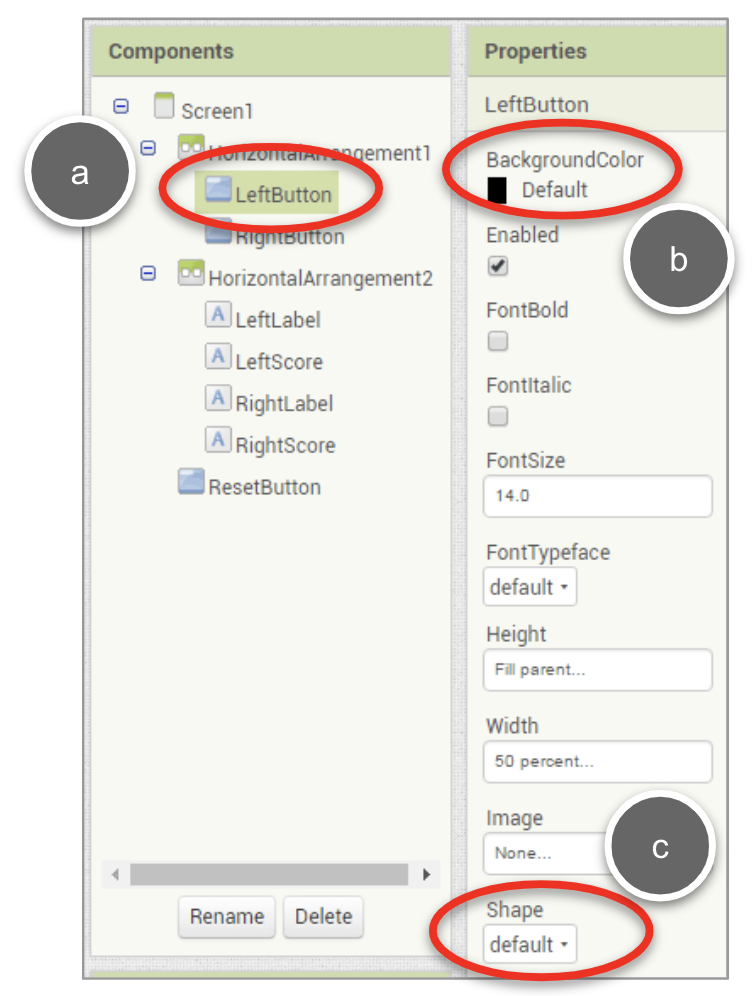 Components
Screen1
HorizontalArrangement1
LeftButton
RightButton
HorizontalArrangement2
LeftLabel
LeftScore
RightLabel
RightScore
ResetButton
Rename Delete
a
Properties
LeftButton
BackgroundColor
Default
b
Enabled
FontBold
FontItalic
FontSize
14.0
FontTypeface
default
Height
Fill parent...
Width
50 percent...
Image
None...
c
Shape
default